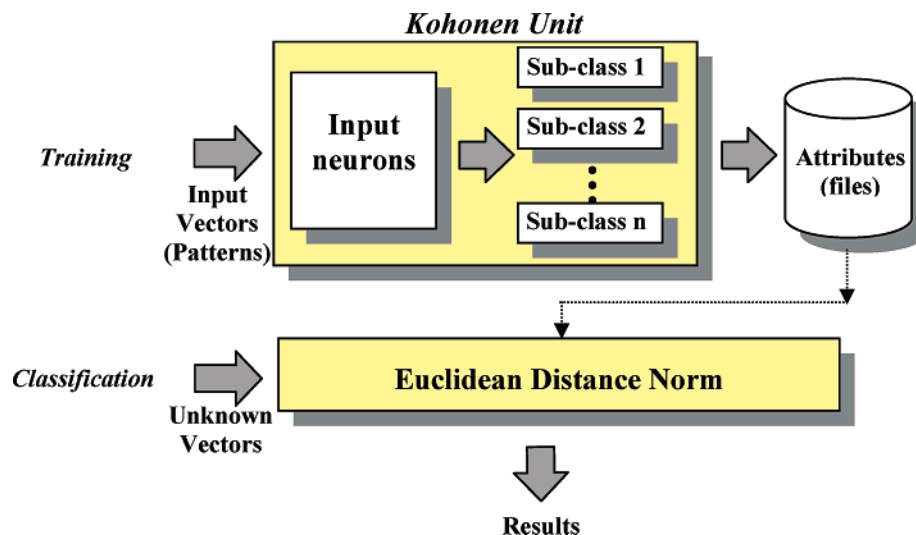 Kohonen Unit
Training
Input
Vectors
(Patterns)
Input
neurons
Sub-class 1
Sub-class 2
Sub-class n
Attributes
(files)
Classification
Unknown
Vectors
Euclidean Distance Norm
Results